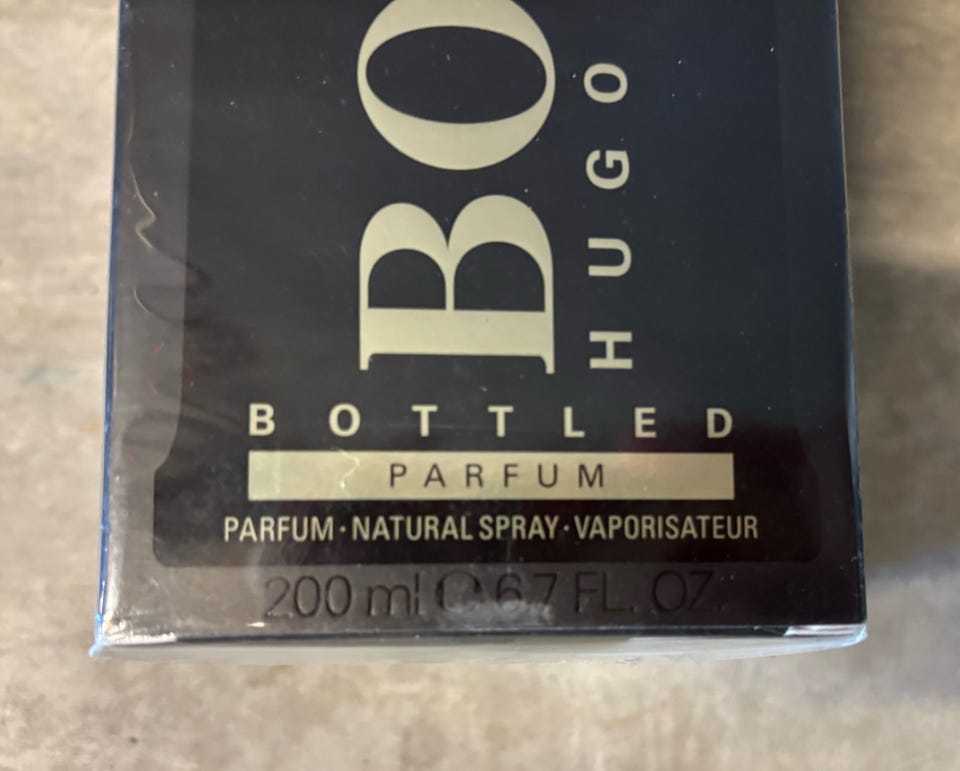 BO
HUGO
BOTTLED
PARFUM
PARFUM · NATURAL SPRAY · VAPORISATEUR
200 ml ℮ 6.7 FL. OZ.